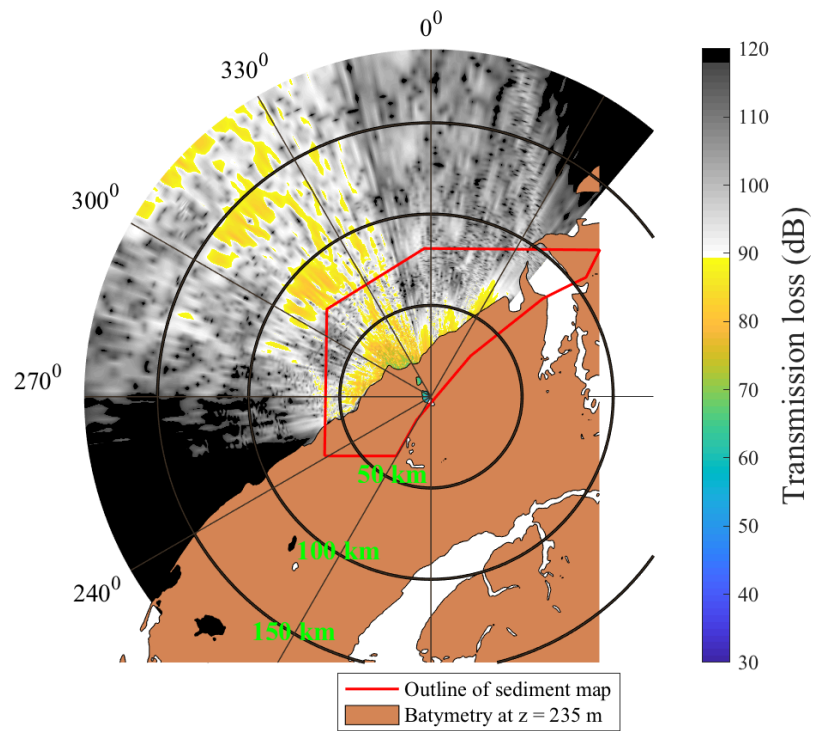 0⁰
330⁰
300⁰
270⁰
240⁰
50 km
100 km
150 km
120
110
100
90
80
70
60
50
40
30
Transmission loss (dB)
Outline of sediment map
Batymetry at z = 235 m